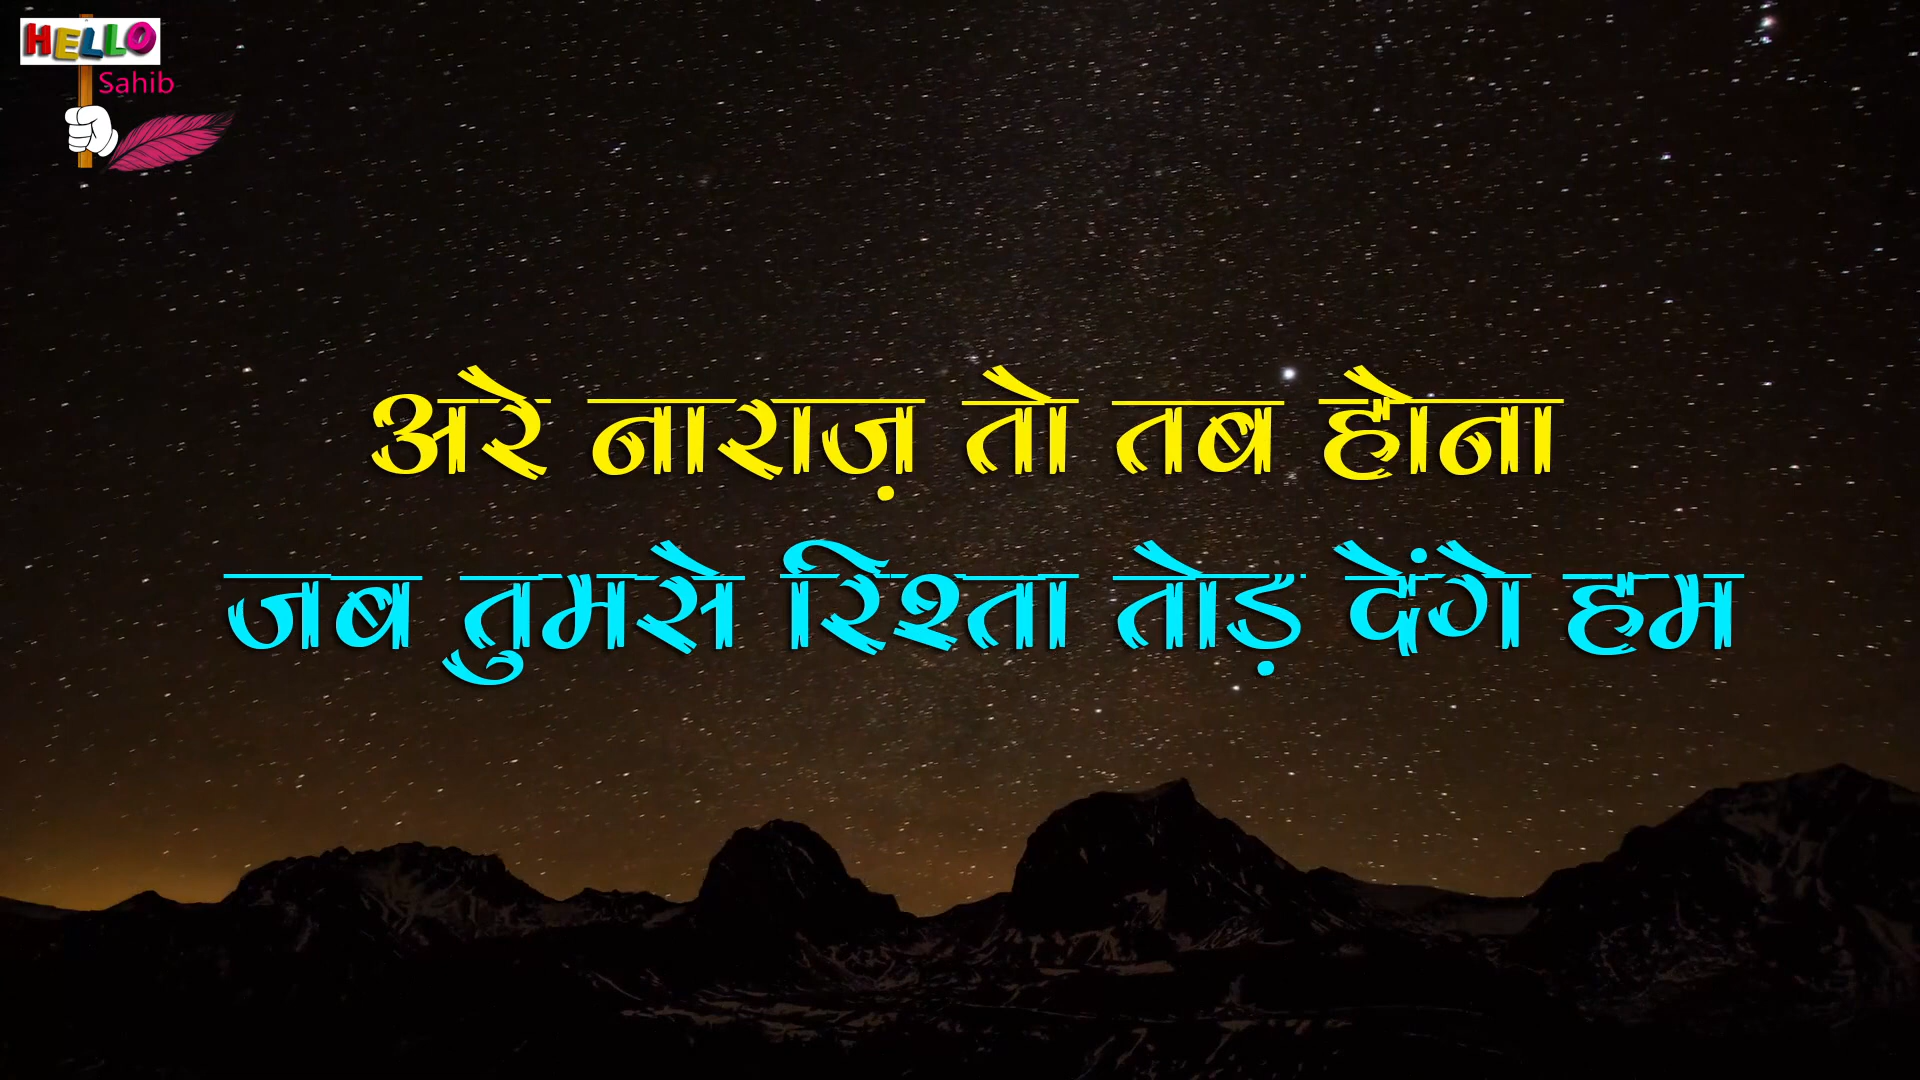 HELLO
Sahib
अरे नाराज़ तो तब होना
जब तुमसे रिश्ता तोड़ देंगे हम